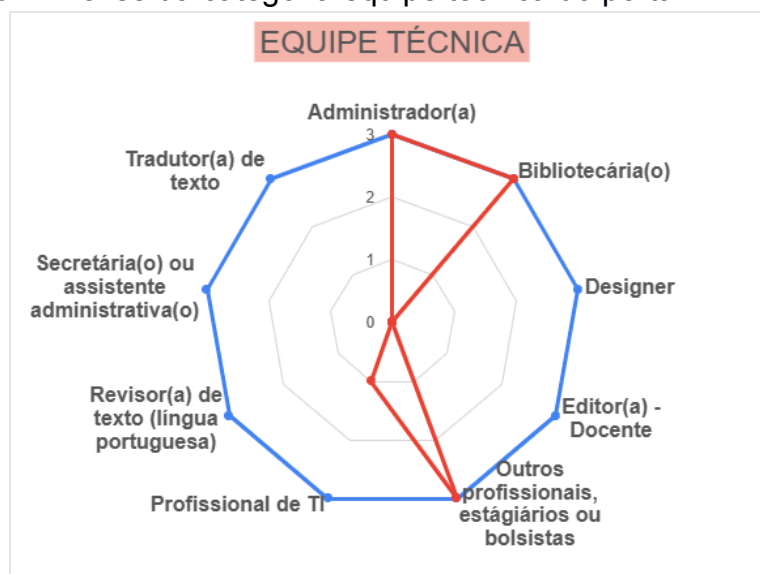 EQUIPE TÉCNICA
Administrador(a)
3
Tradutor(a) de
texto
Bibliotecária(o)
2
Secretária(o) ou
assistente
administrativa(o)
1
Designer
0
Revisor(a) de
texto (língua
portuguesa)
Editor(a) -
Docente
Profissional de TI
Outros
profissionais,
estágiários ou
bolsistas